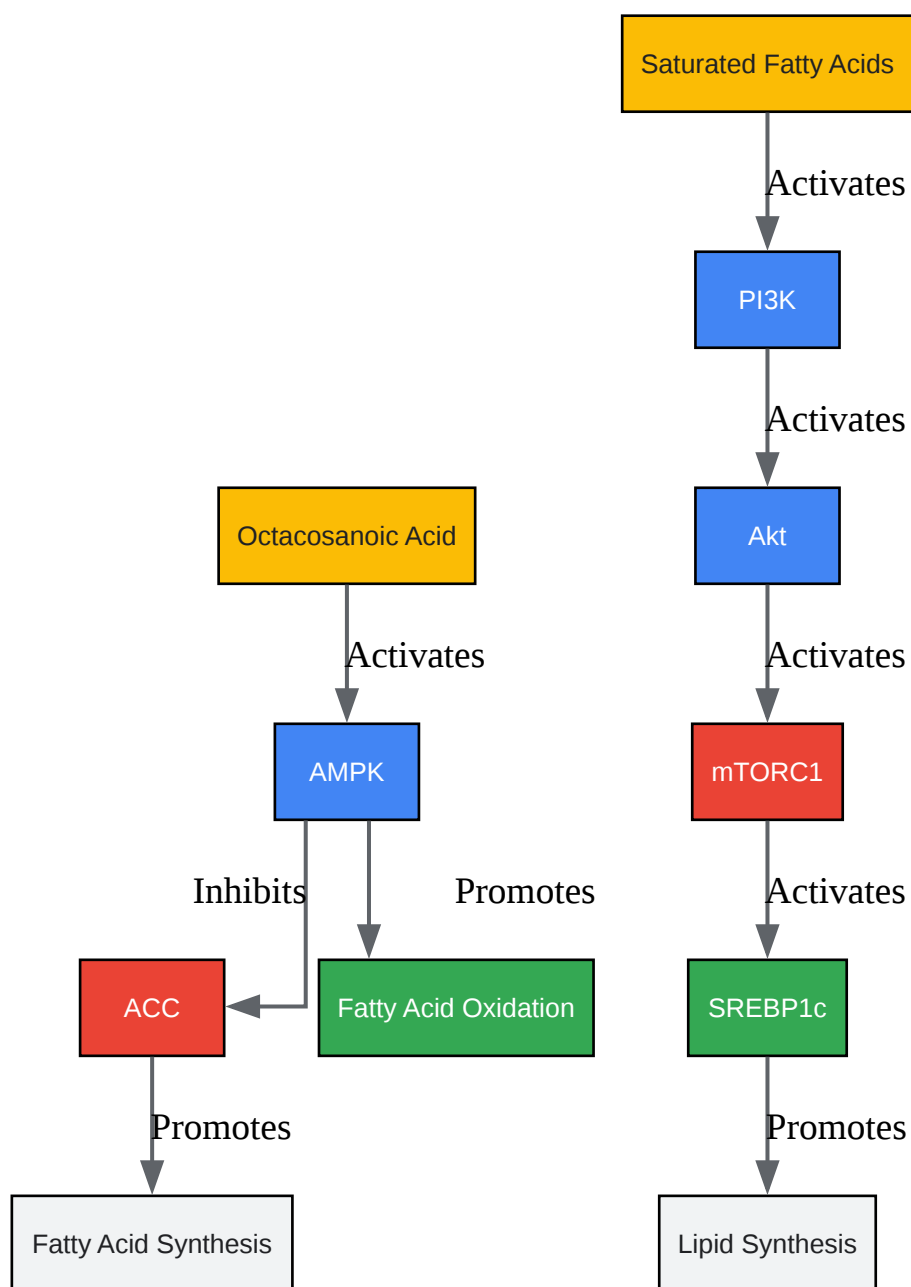 Saturated Fatty Acids
Activates
PI3K
Activates
Octacosanoic Acid
Akt
Activates
Activates
AMPK
mTORC1
Inhibits
Promotes
Activates
ACC
Fatty Acid Oxidation
SREBP1c
Promotes
Promotes
Fatty Acid Synthesis
Lipid Synthesis